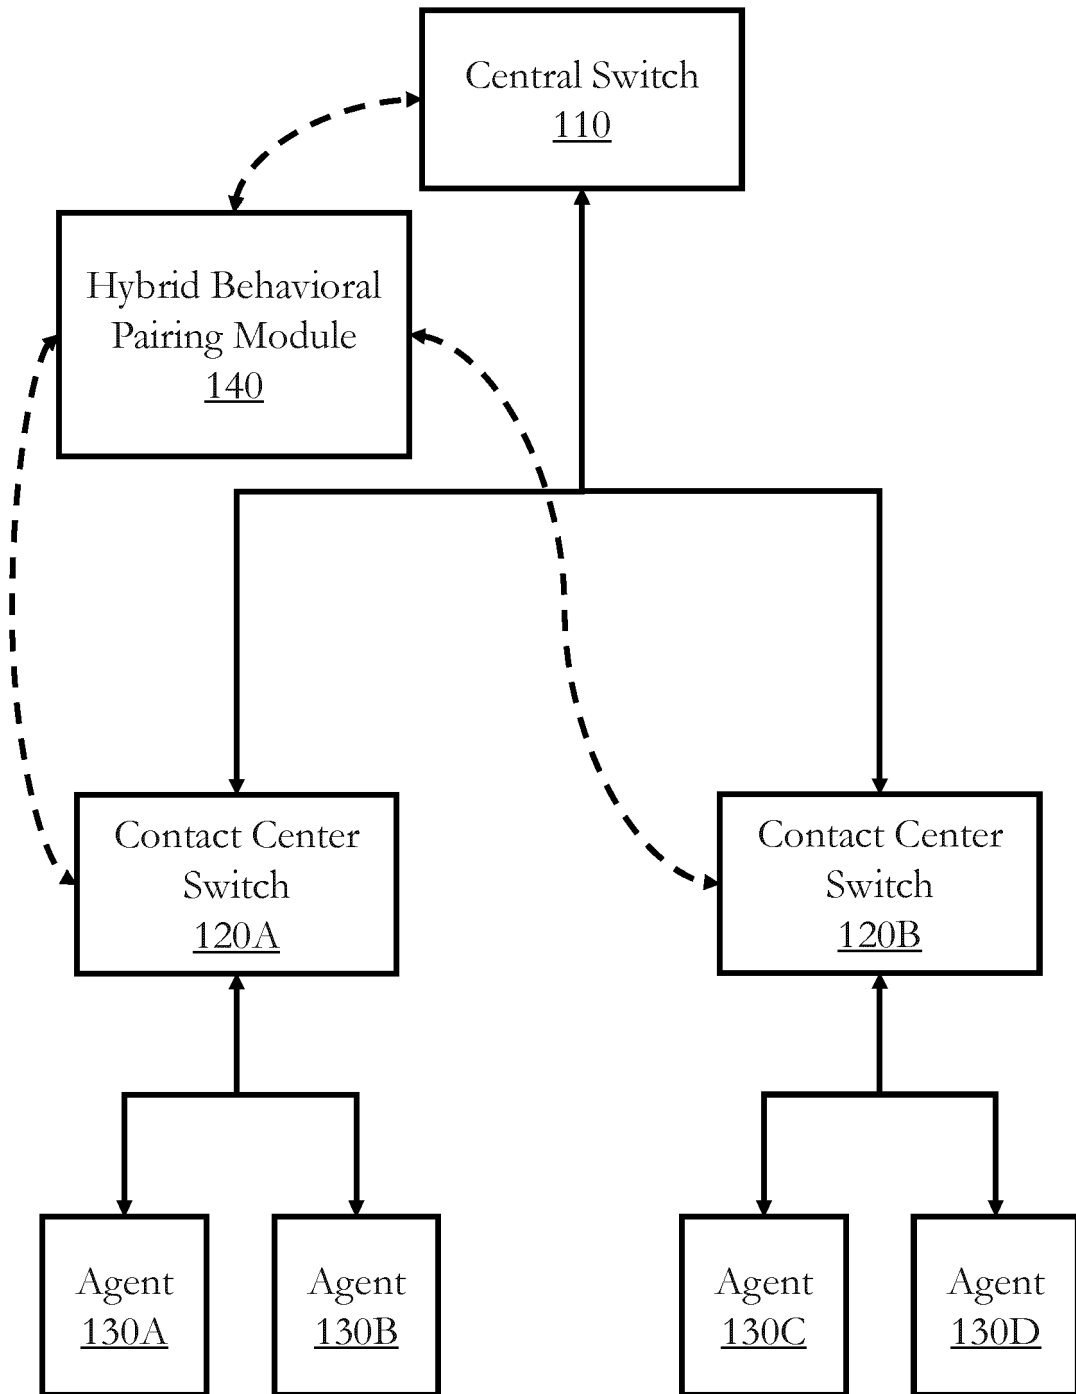 Central Switch
110
Hybrid Behavioral
Pairing Module
140
Contact Center
Switch
120A
Contact Center
Switch
120B
Agent
130A
Agent
130B
Agent
130C
Agent
130D